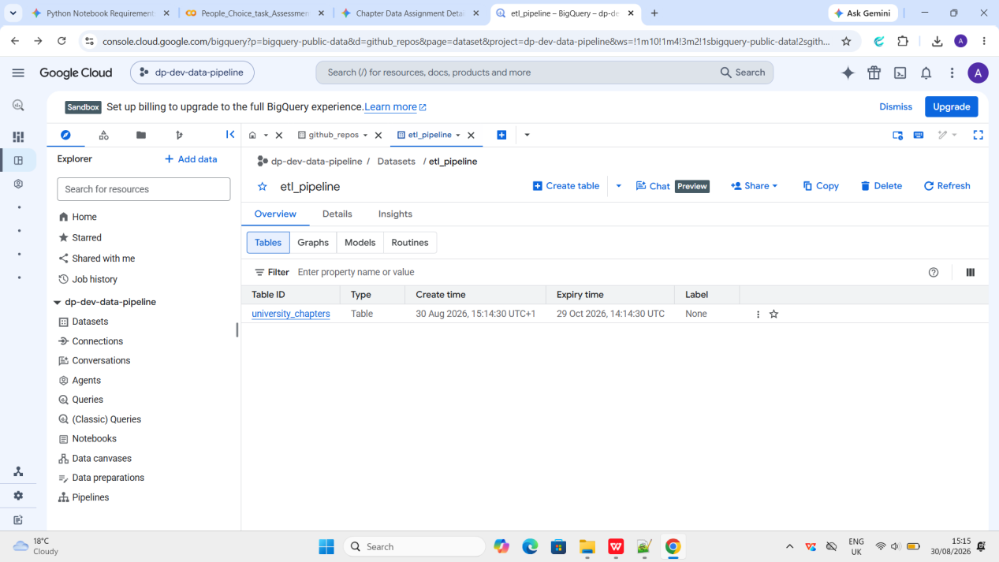 Python Notebook Requirement
People_Choice_task_Assessmen
Chapter Data Assignment Deta
etl_pipeline – BigQuery – dp-de
Ask Gemini
console.cloud.google.com/bigquery?p=bigquery-public-data&d=github_repos&page=dataset&project=dp-dev-data-pipeline&ws=!1m10!1m4!3m2!1sbigquery-public-data!2sgith...
A
Google Cloud
dp-dev-data-pipeline
Search (/) for resources, docs, products and more
Search
A
Sandbox Set up billing to upgrade to the full BigQuery experience. Learn more
Dismiss
Upgrade
github_repos
etl_pipeline
Explorer
+ Add data
dp-dev-data-pipeline / Datasets / etl_pipeline
Search for resources
etl_pipeline
Create table
Chat Preview
Share
Copy
Delete
Refresh
Home
Starred
Shared with me
Job history
dp-dev-data-pipeline
Datasets
Connections
Conversations
Agents
Queries
(Classic) Queries
Notebooks
Data canvases
Data preparations
Pipelines
Overview Details Insights
Tables Graphs Models Routines
Filter Enter property name or value
Table ID Type Create time Expiry time Label
university_chapters Table 30 Aug 2026, 15:14:30 UTC+1 29 Oct 2026, 14:14:30 UTC None
18°C
Cloudy
Search
ENG
UK
15:15
30/08/2026